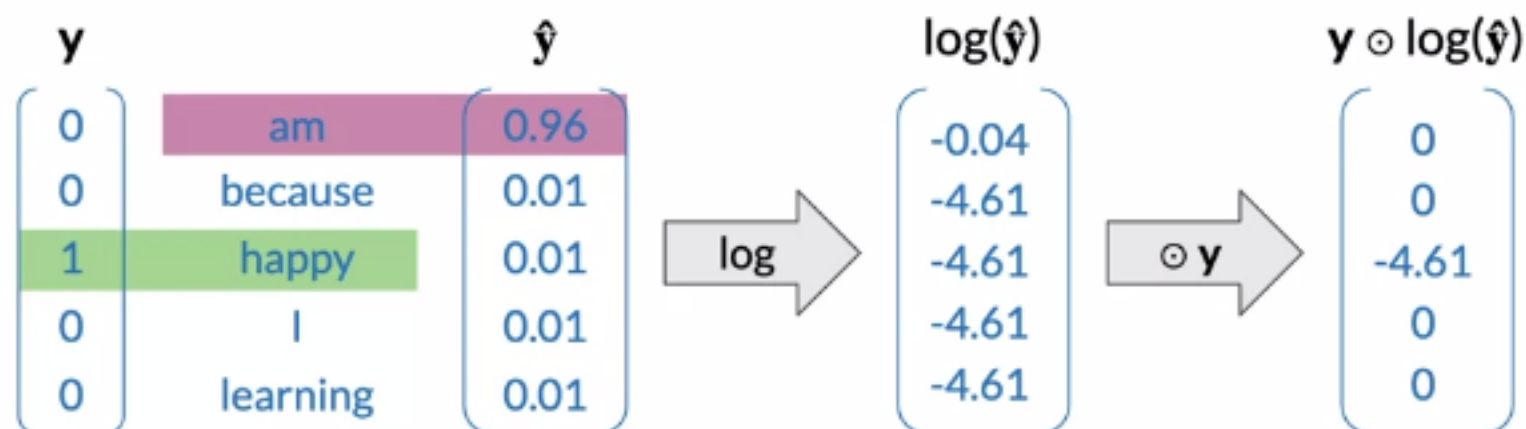 y ŷ log(ŷ) y ⊙ log(ŷ)
0 am 0.96 -0.04 0
0 because 0.01 -4.61 0
1 happy 0.01 log -4.61 ⊙ y -4.61
0 I 0.01 -4.61 0
0 learning 0.01 -4.61 0